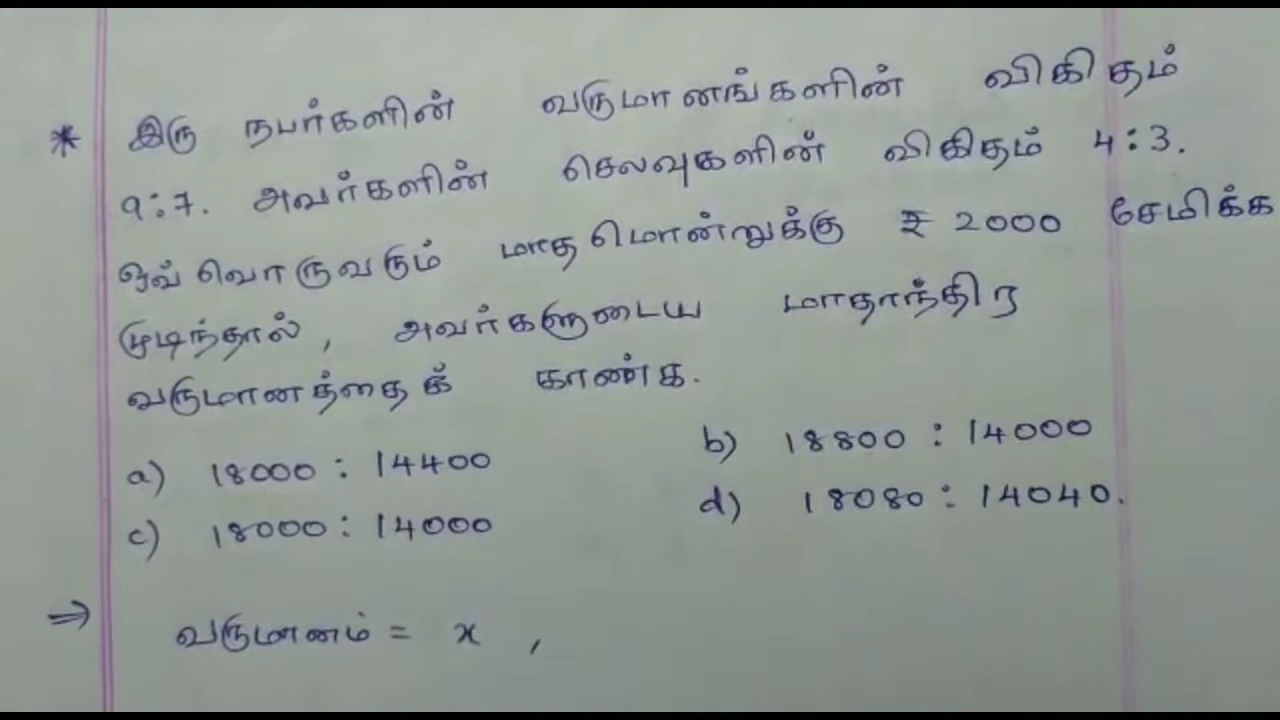 * இரு நபர்களின் வருமானங்களின் விகிதம்
9:7. அவர்களின் செலவுகளின் விகிதம் 4:3.
ஒவ்வொருவரும் மாதமொன்றுக்கு ₹ 2000 சேமிக்க
முடிந்தால், அவர்களுடைய மாதாந்திர
வருமானத்தைக் காண்க.
a) 18000 : 14400 b) 18800 : 14000
c) 18000 : 14000 d) 18080 : 14040.
⇒ வருமானம் = x ,